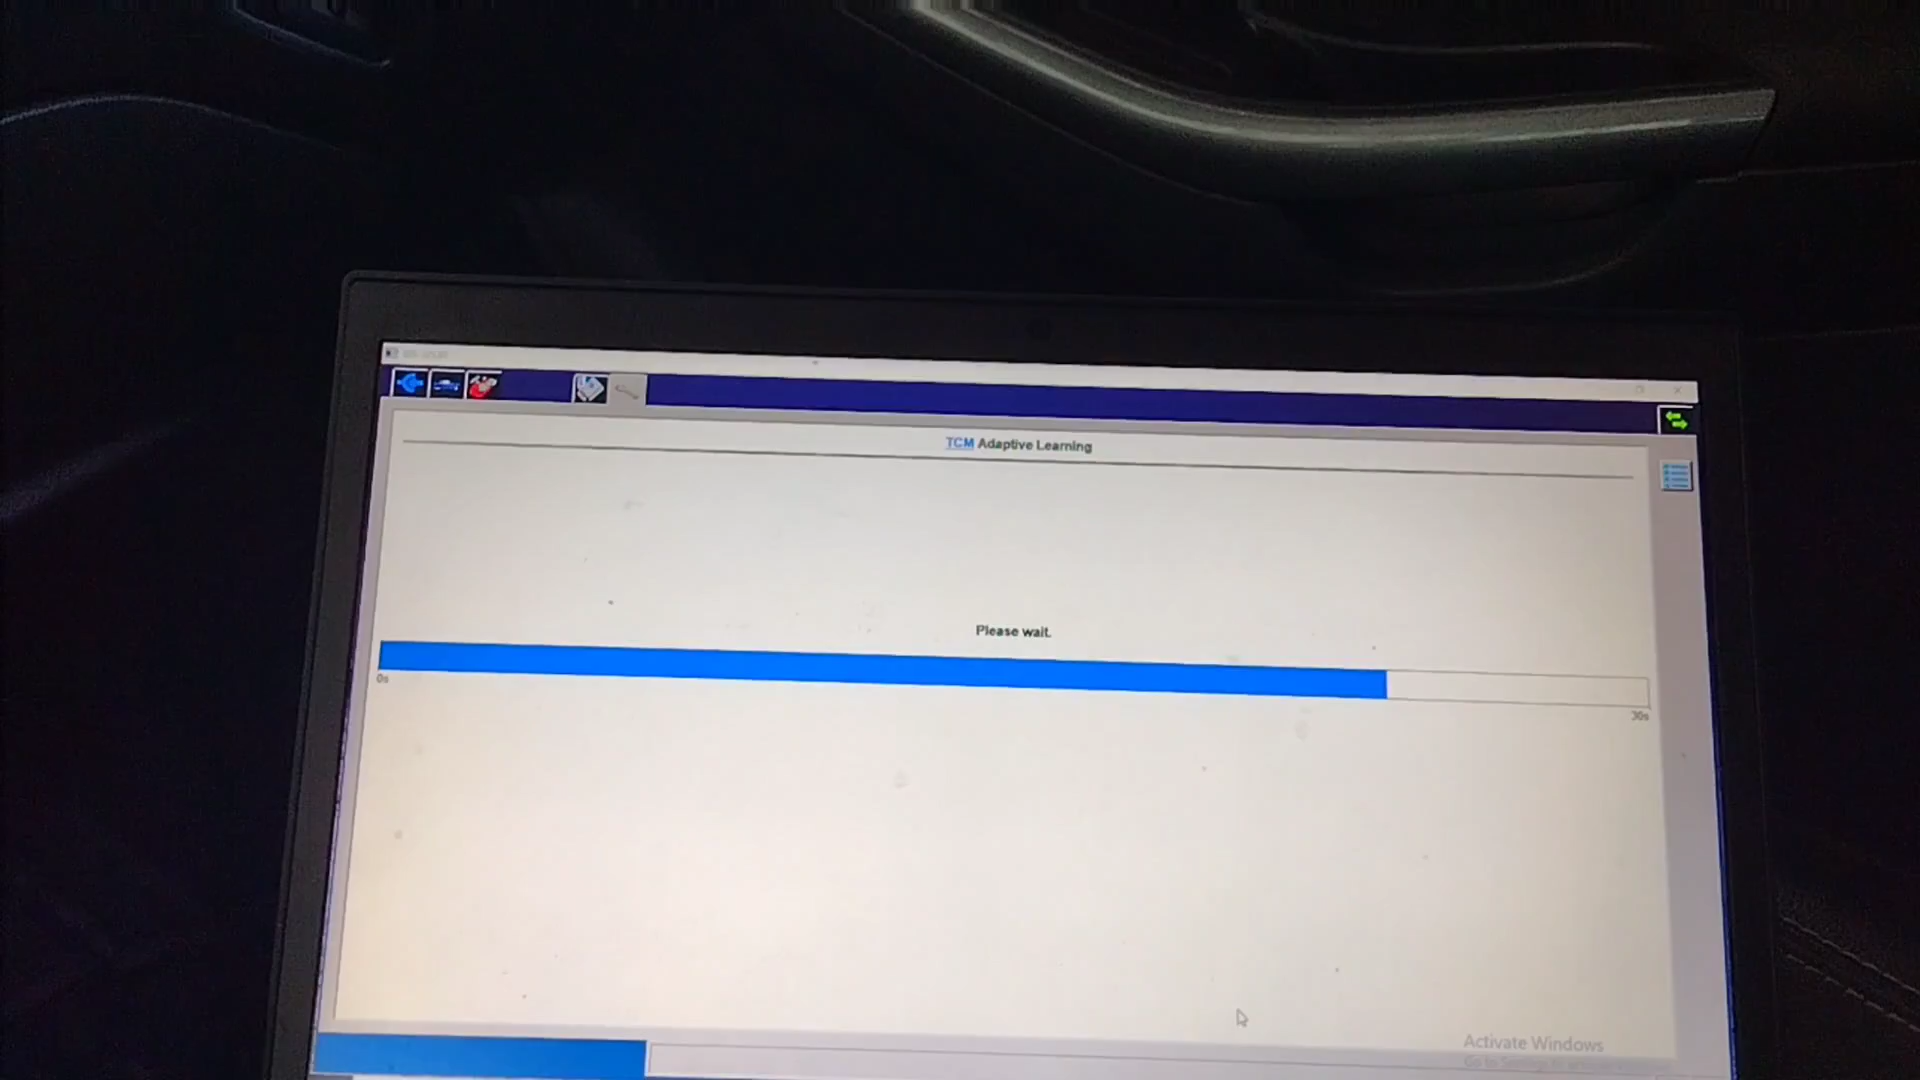 TCM Adaptive Learning
Please wait.
0s
30s
Activate Windows